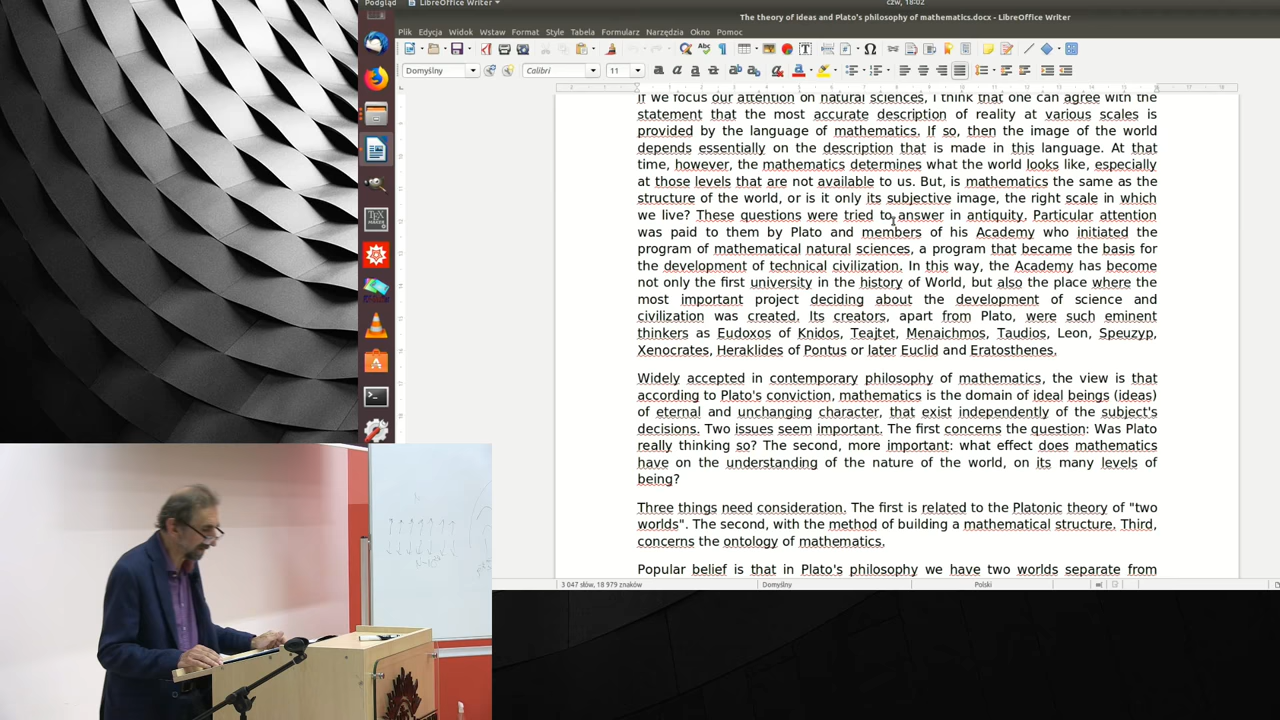 Podgląd LibreOffice Writer czw, 18:02
The theory of ideas and Plato's philosophy of mathematics.docx - LibreOffice Writer
Plik Edycja Widok Wstaw Format Style Tabela Formularz Narzędzia Okno Pomoc
Domyślny Calibri 11
If we focus our attention on natural sciences, I think that one can agree with the
statement that the most accurate description of reality at various scales is
provided by the language of mathematics. If so, then the image of the world
depends essentially on the description that is made in this language. At that
time, however, the mathematics determines what the world looks like, especially
at those levels that are not available to us. But, is mathematics the same as the
structure of the world, or is it only its subjective image, the right scale in which
we live? These questions were tried to answer in antiquity, Particular attention
was paid to them by Plato and members of his Academy who initiated the
program of mathematical natural sciences, a program that became the basis for
the development of technical civilization. In this way, the Academy has become
not only the first university in the history of World, but also the place where the
most important project deciding about the development of science and
civilization was created. Its creators, apart from Plato, were such eminent
thinkers as Eudoxos of Knidos, Teajtet, Menaichmos, Taudios, Leon, Speuzyp,
Xenocrates, Heraklides of Pontus or later Euclid and Eratosthenes.
Widely accepted in contemporary philosophy of mathematics, the view is that
according to Plato's conviction, mathematics is the domain of ideal beings (ideas)
of eternal and unchanging character, that exist independently of the subject's
decisions. Two issues seem important. The first concerns the question: Was Plato
really thinking so? The second, more important: what effect does mathematics
have on the understanding of the nature of the world, on its many levels of
being?
Three things need consideration. The first is related to the Platonic theory of "two
worlds". The second, with the method of building a mathematical structure. Third,
concerns the ontology of mathematics.
Popular belief is that in Plato's philosophy we have two worlds separate from
3 047 słów, 18 979 znaków Domyślny Polski